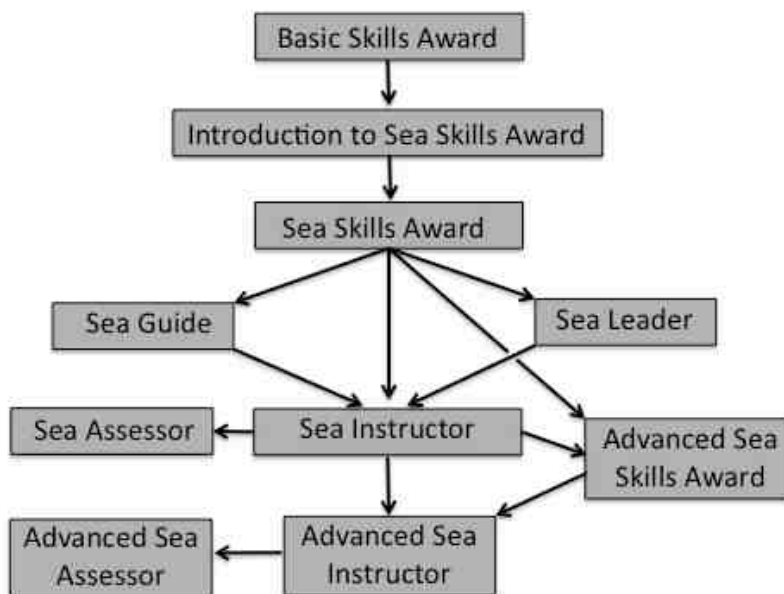 Basic Skills Award
Introduction to Sea Skills Award
Sea Skills Award
Sea Guide
Sea Leader
Sea Assessor
Sea Instructor
Advanced Sea
Skills Award
Advanced Sea
Assessor
Advanced Sea
Instructor